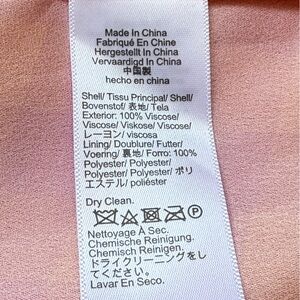 Made In China
Fabriqué En Chine
Hergestellt In China
Vervaardigd In China
中国製
hecho en china
Shell/ Tissu Principal/ Shell/
Bovenstof/ 表地/ Tela
Exterior: 100% Viscose/
Viscose/ Viskose/ Viscose/
レーヨン/ viscosa
Lining/ Doublure/ Futter/
Voering/ 裏地/ Forro: 100%
Polyester/ Polyester/
Polyester/ Polyester/ ポリ
エステル/ poliéster
Dry Clean.
P
Nettoyage À Sec.
Chemische Reinigung.
Chemische Reinigung.
ドライクリーニングをし
てください。
Lavar En Seco.